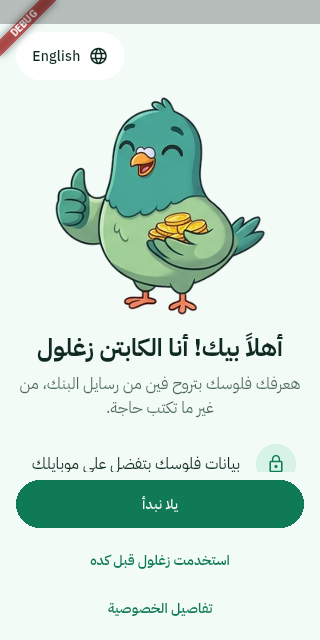 DEBUG
English
أهلاً بيك! أنا الكابتن زغلول
هعرفك فلوسك بتروح فين من رسايل البنك، من
غير ما تكتب حاجة.
بيانات فلوسك بتفضل على موبايلك
يلا نبدأ
استخدمت زغلول قبل كده
تفاصيل الخصوصية